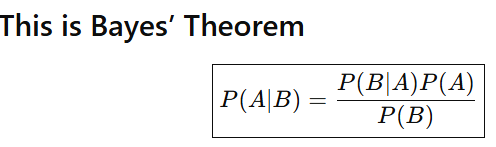 This is Bayes’ Theorem
P(A|B) = P(B|A)P(A) / P(B)